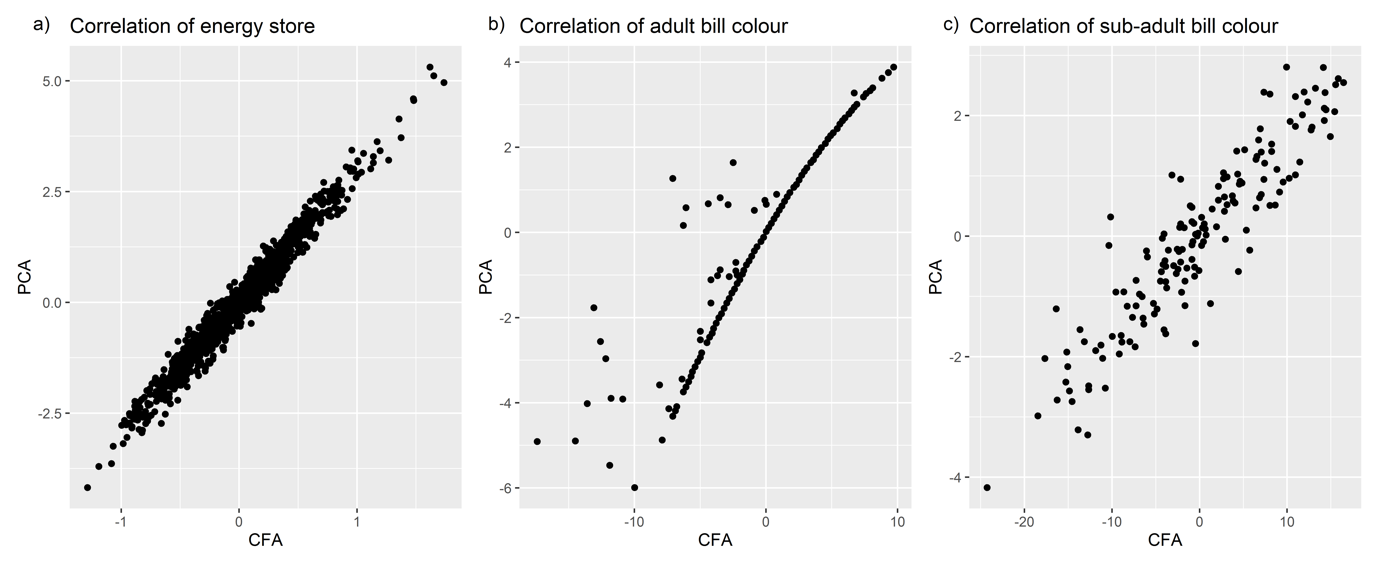 a) Correlation of energy store
5.0
2.5
0.0
-2.5
PCA
-1 0 1
CFA
b) Correlation of adult bill colour
4
2
0
-2
-4
-6
PCA
-10 0 10
CFA
c) Correlation of sub-adult bill colour
2
0
-2
-4
PCA
-20 -10 0 10
CFA